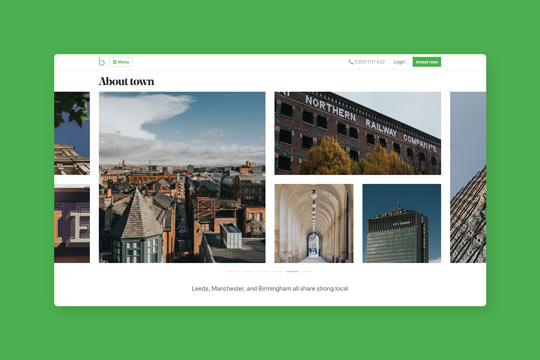 Menu
0203 1111 432
Login
Invest now
About town
NORTHERN RAILWAY COMPANY'S
E
Leeds, Manchester, and Birmingham all share strong local